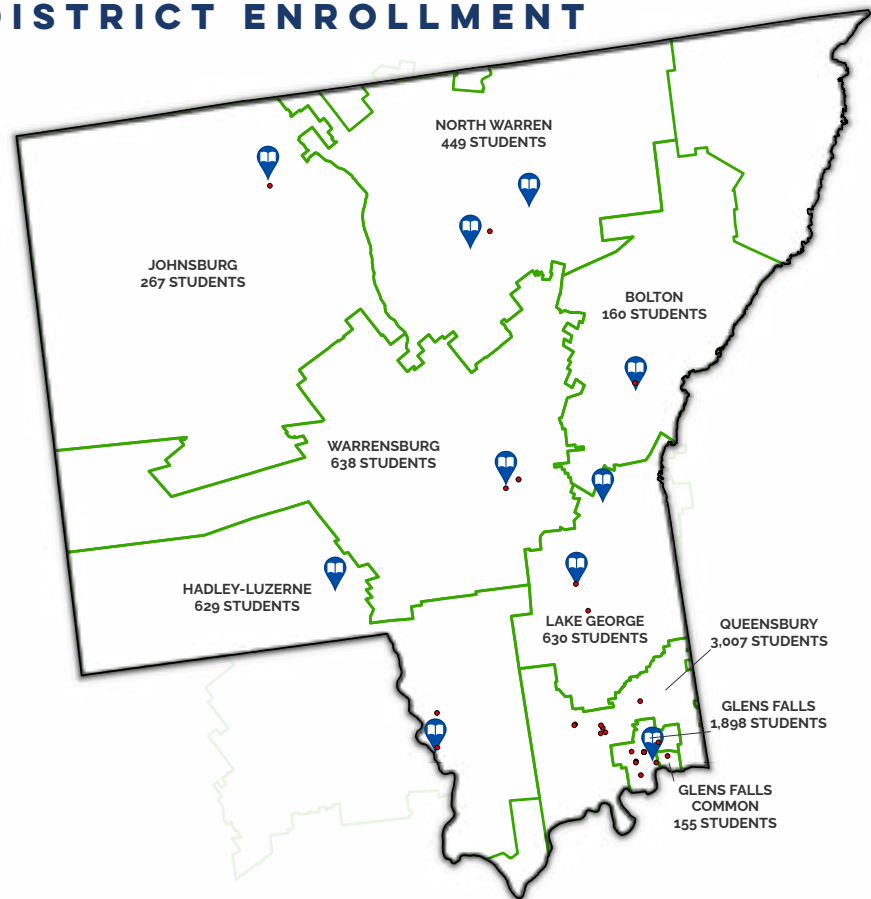 DISTRICT ENROLLMENT
NORTH WARREN
449 STUDENTS
JOHNSBURG
267 STUDENTS
BOLTON
160 STUDENTS
WARRENSBURG
638 STUDENTS
HADLEY-LUZERNE
629 STUDENTS
LAKE GEORGE
630 STUDENTS
QUEENSBURY
3,007 STUDENTS
GLENS FALLS
1,898 STUDENTS
GLENS FALLS
COMMON
155 STUDENTS